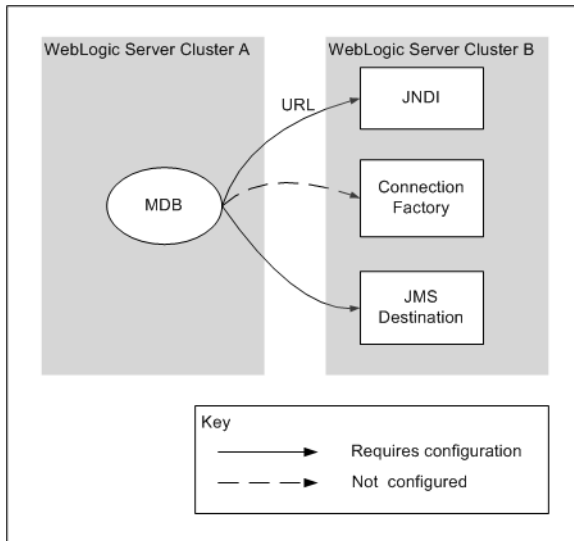 WebLogic Server Cluster A
WebLogic Server Cluster B
URL
JNDI
MDB
Connection
Factory
JMS
Destination
Key
Requires configuration
Not configured